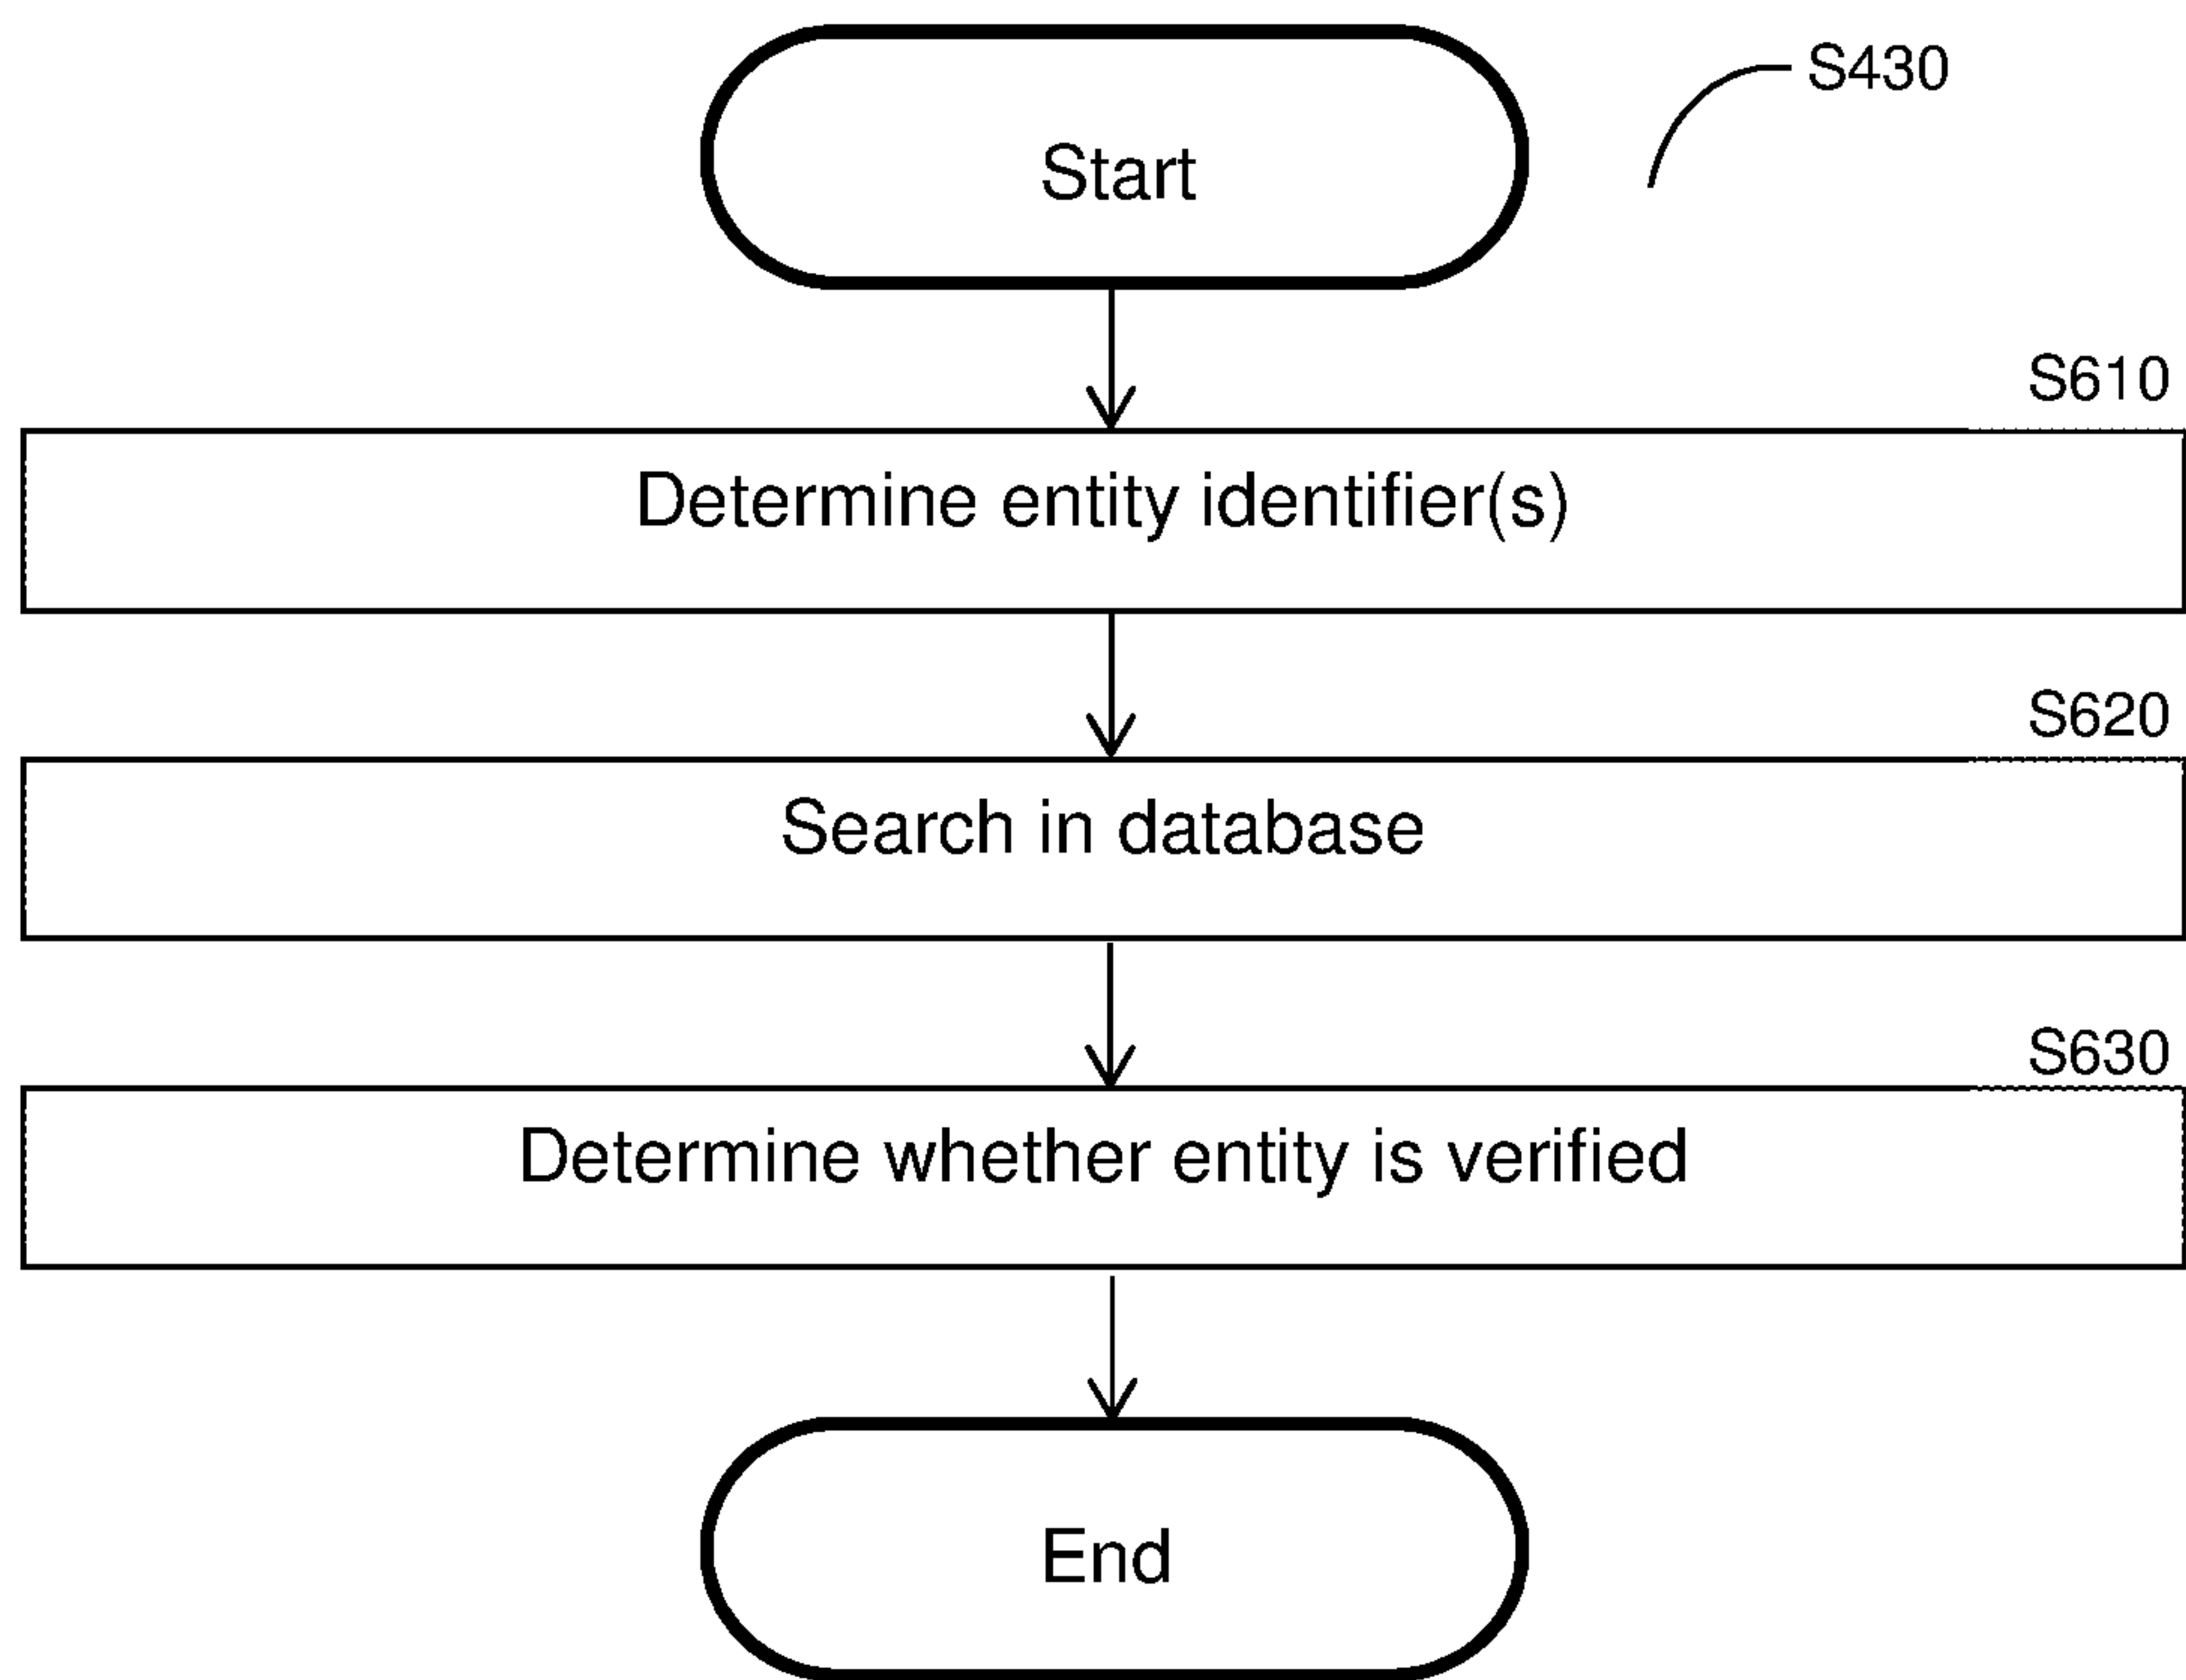 Start
S430
S610
Determine entity identifier(s)
S620
Search in database
S630
Determine whether entity is verified
End